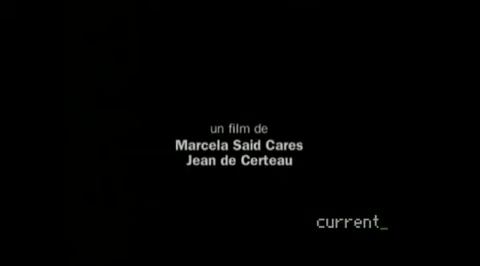 un film de
Marcela Said Cares
Jean de Certeau
current_